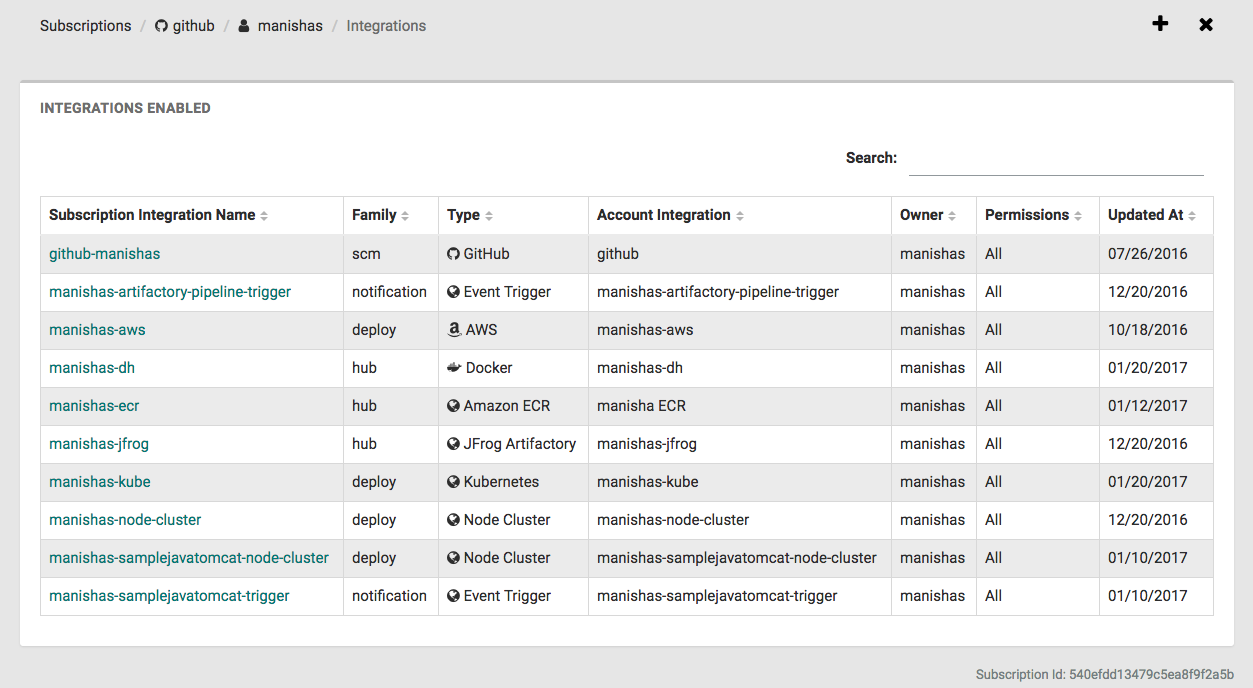 Subscriptions / github / manishas / Integrations
INTEGRATIONS ENABLED
Search:
Subscription Integration Name Family Type Account Integration Owner Permissions Updated At
github-manishas scm GitHub github manishas All 07/26/2016
manishas-artifactory-pipeline-trigger notification Event Trigger manishas-artifactory-pipeline-trigger manishas All 12/20/2016
manishas-aws deploy AWS manishas-aws manishas All 10/18/2016
manishas-dh hub Docker manishas-dh manishas All 01/20/2017
manishas-ecr hub Amazon ECR manisha ECR manishas All 01/12/2017
manishas-jfrog hub JFrog Artifactory manishas-jfrog manishas All 12/20/2016
manishas-kube deploy Kubernetes manishas-kube manishas All 01/20/2017
manishas-node-cluster deploy Node Cluster manishas-node-cluster manishas All 12/20/2016
manishas-samplejavatomcat-node-cluster deploy Node Cluster manishas-samplejavatomcat-node-cluster manishas All 01/10/2017
manishas-samplejavatomcat-trigger notification Event Trigger manishas-samplejavatomcat-trigger manishas All 01/10/2017
Subscription Id: 540efdd13479c5ea8f9f2a5b